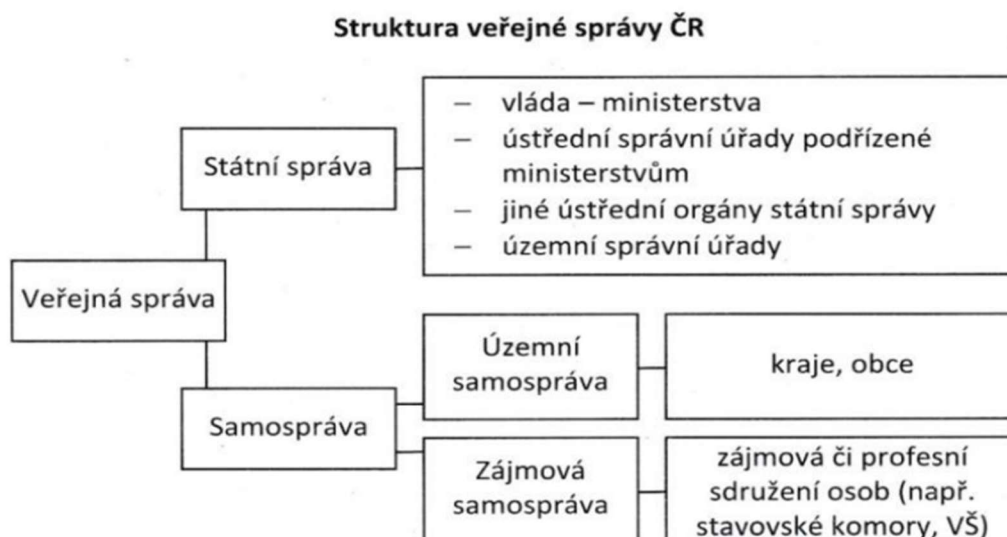 Struktura veřejné správy ČR
Veřejná správa
Státní správa
– vláda – ministerstva
– ústřední správní úřady podřízené
ministerstvům
– jiné ústřední orgány státní správy
– územní správní úřady
Samospráva
Územní
samospráva
kraje, obce
Zájmová
samospráva
zájmová či profesní
sdružení osob (např.
stavovské komory, VŠ)